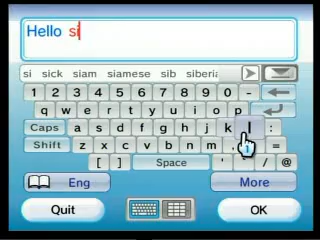 Hello si
si sick siam siamese sib siberia
1 2 3 4 5 6 7 8 9 0 -
q w e r t y u i o p
Caps a s d f g h j k l :
Shift z x c v b n m , . =
[ ] Space ' " / @
Eng More
Quit OK